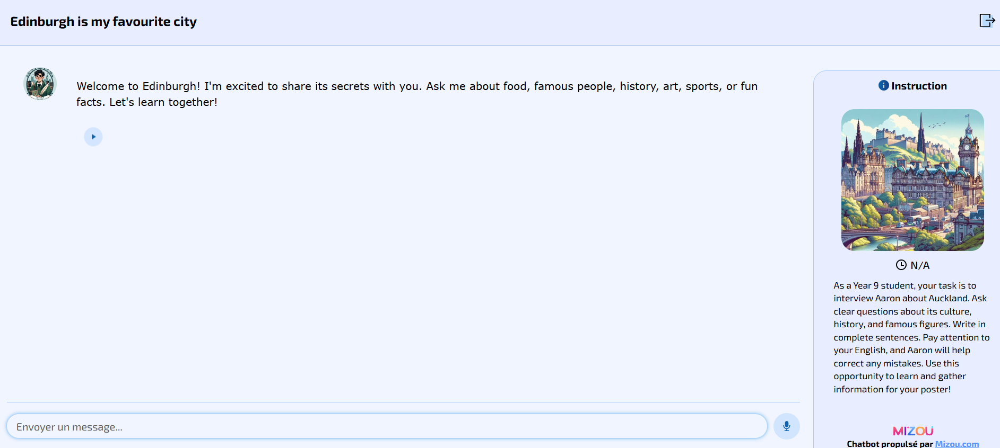 Edinburgh is my favourite city
Welcome to Edinburgh! I'm excited to share its secrets with you. Ask me about food, famous people, history, art, sports, or fun
facts. Let's learn together!
Instruction
N/A
As a Year 9 student, your task is to
interview Aaron about Auckland. Ask
clear questions about its culture,
history, and famous figures. Write in
complete sentences. Pay attention to
your English, and Aaron will help
correct any mistakes. Use this
opportunity to learn and gather
information for your poster!
Envoyer un message...
MIZOU
Chatbot propulsé par Mizou.com